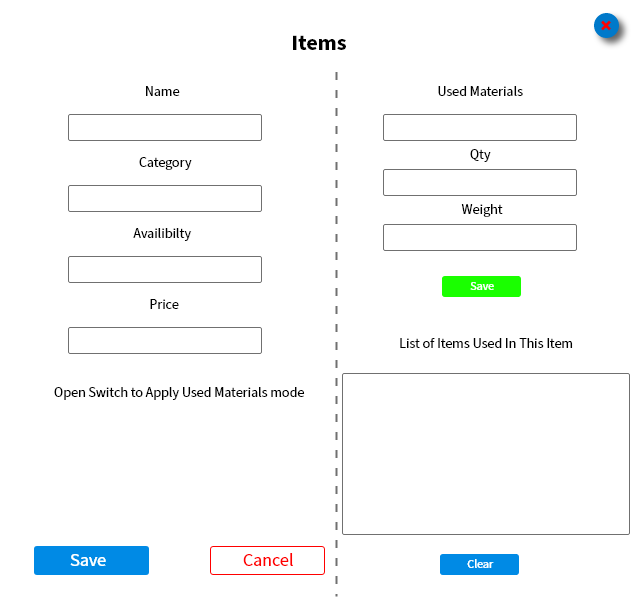 Items
Name
Category
Availibilty
Price
Open Switch to Apply Used Materials mode
Save
Cancel
Used Materials
Qty
Weight
Save
List of Items Used In This Item
Clear